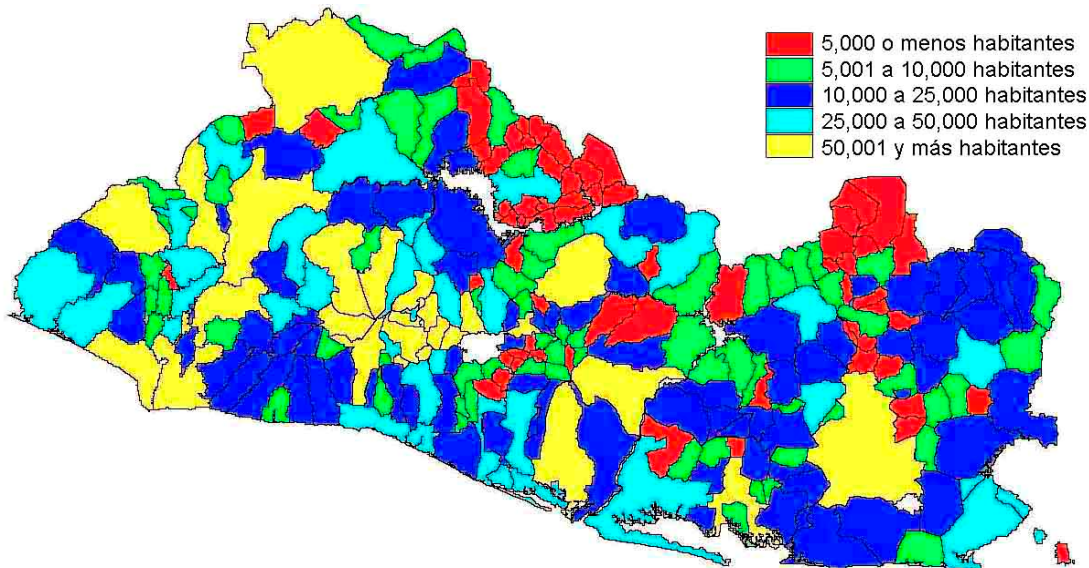 5,000 o menos habitantes
5,001 a 10,000 habitantes
10,000 a 25,000 habitantes
25,000 a 50,000 habitantes
50,001 y más habitantes